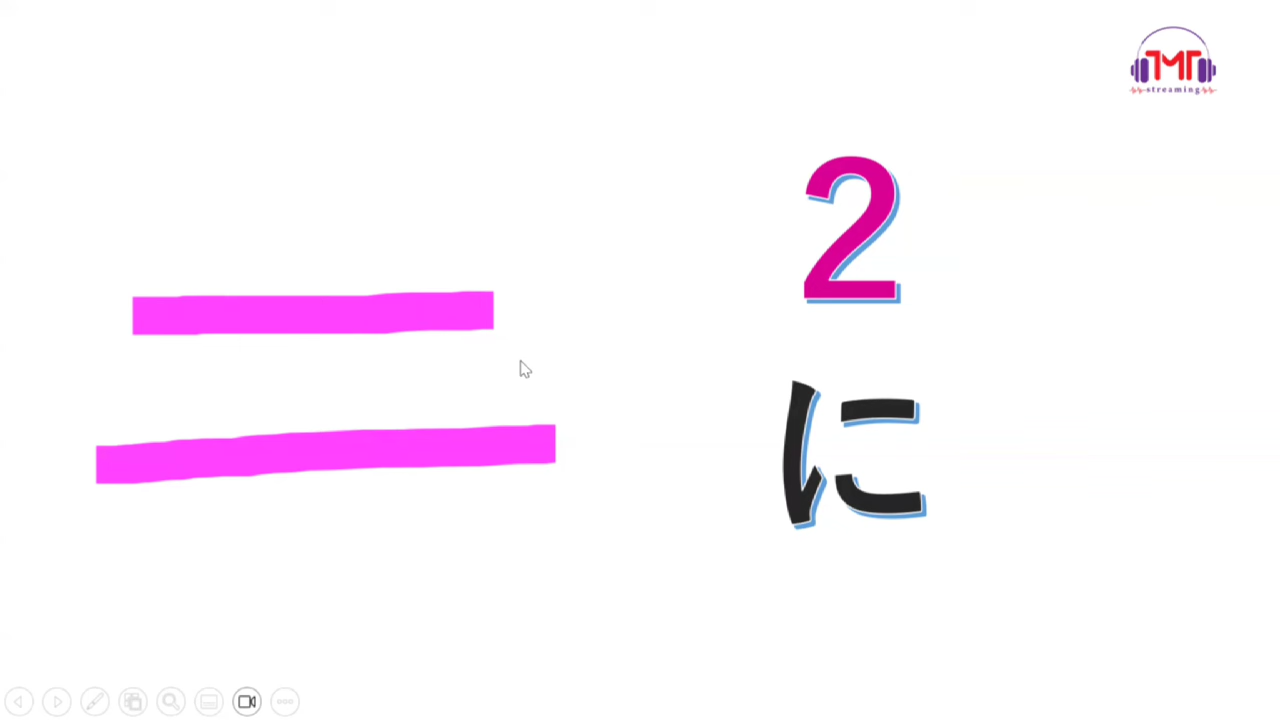 TMT
streaming
2
二
に